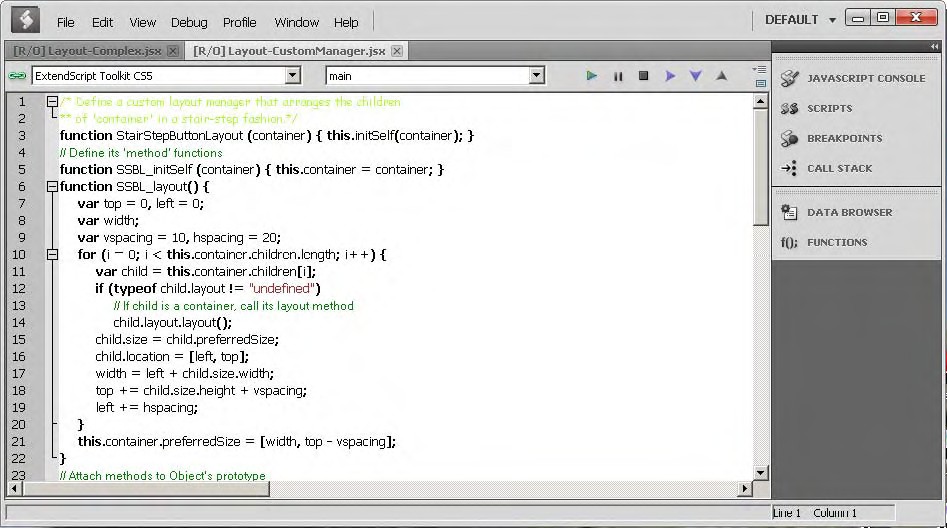 File Edit View Debug Profile Window Help
DEFAULT
[R/O] Layout-Complex.jsx [R/O] Layout-CustomManager.jsx
ExtendScript Toolkit CS5 main
1 /* Define a custom layout manager that arranges the children
2 ** of 'container' in a stair-step fashion.*/
3 function StairStepButtonLayout (container) { this.initSelf(container); }
4 // Define its 'method' functions
5 function SSBL_initSelf (container) { this.container = container; }
6 function SSBL_layout() {
7 var top = 0, left = 0;
8 var width;
9 var vspacing = 10, hspacing = 20;
10 for (i = 0; i < this.container.children.length; i++) {
11 var child = this.container.children[i];
12 if (typeof child.layout != "undefined")
13 // If child is a container, call its layout method
14 child.layout.layout();
15 child.size = child.preferredSize;
16 child.location = [left, top];
17 width = left + child.size.width;
18 top += child.size.height + vspacing;
19 left += hspacing;
20 }
21 this.container.preferredSize = [width, top - vspacing];
22 }
23 // Attach methods to Object's prototype
JAVASCRIPT CONSOLE
SCRIPTS
BREAKPOINTS
CALL STACK
DATA BROWSER
f(); FUNCTIONS
Line 1 Column 1